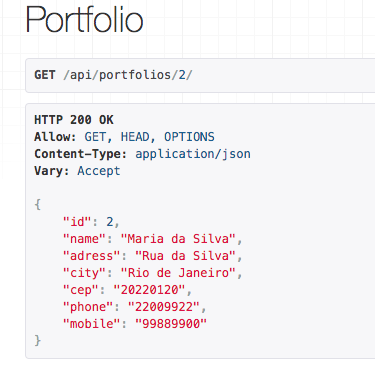 Portfolio
GET /api/portfolios/2/
HTTP 200 OK
Allow: GET, HEAD, OPTIONS
Content-Type: application/json
Vary: Accept
{
"id": 2,
"name": "Maria da Silva",
"adress": "Rua da Silva",
"city": "Rio de Janeiro",
"cep": "20220120",
"phone": "22009922",
"mobile": "99889900"
}